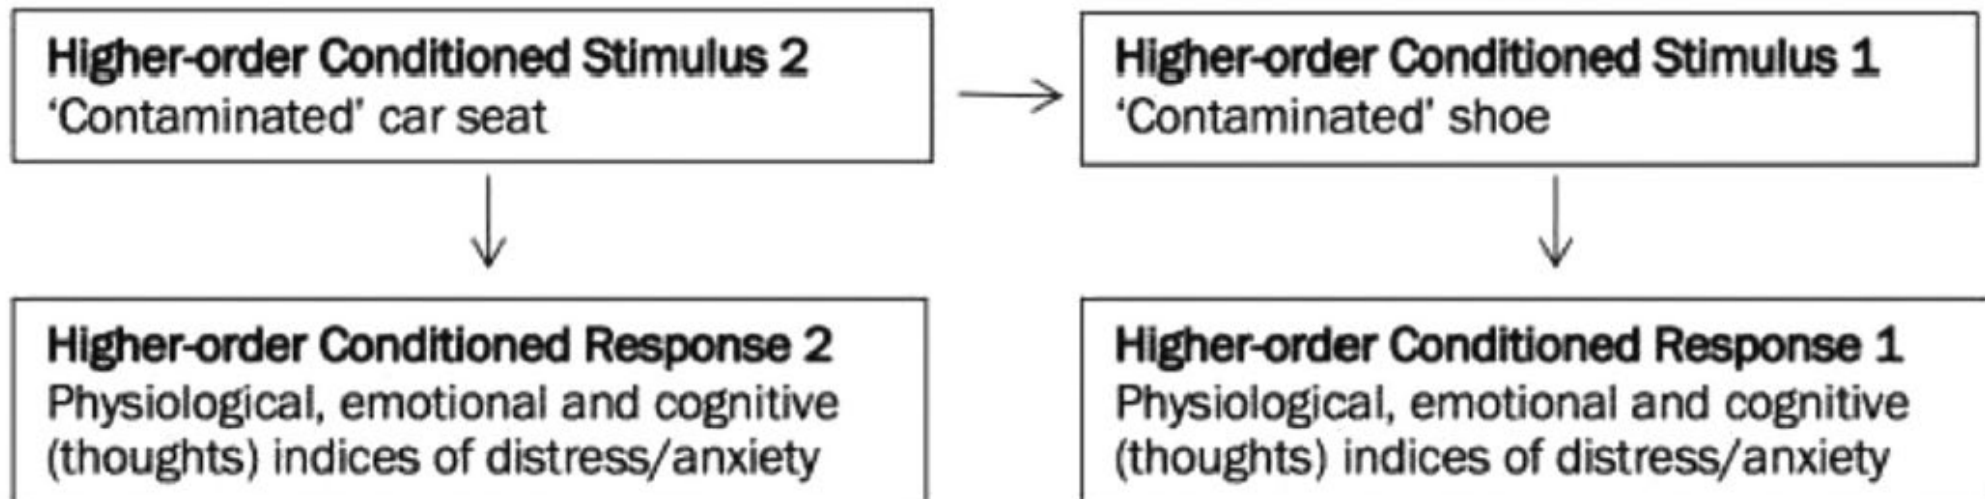 Higher-order Conditioned Stimulus 2
‘Contaminated’ car seat
Higher-order Conditioned Stimulus 1
‘Contaminated’ shoe
Higher-order Conditioned Response 2
Physiological, emotional and cognitive
(thoughts) indices of distress/anxiety
Higher-order Conditioned Response 1
Physiological, emotional and cognitive
(thoughts) indices of distress/anxiety